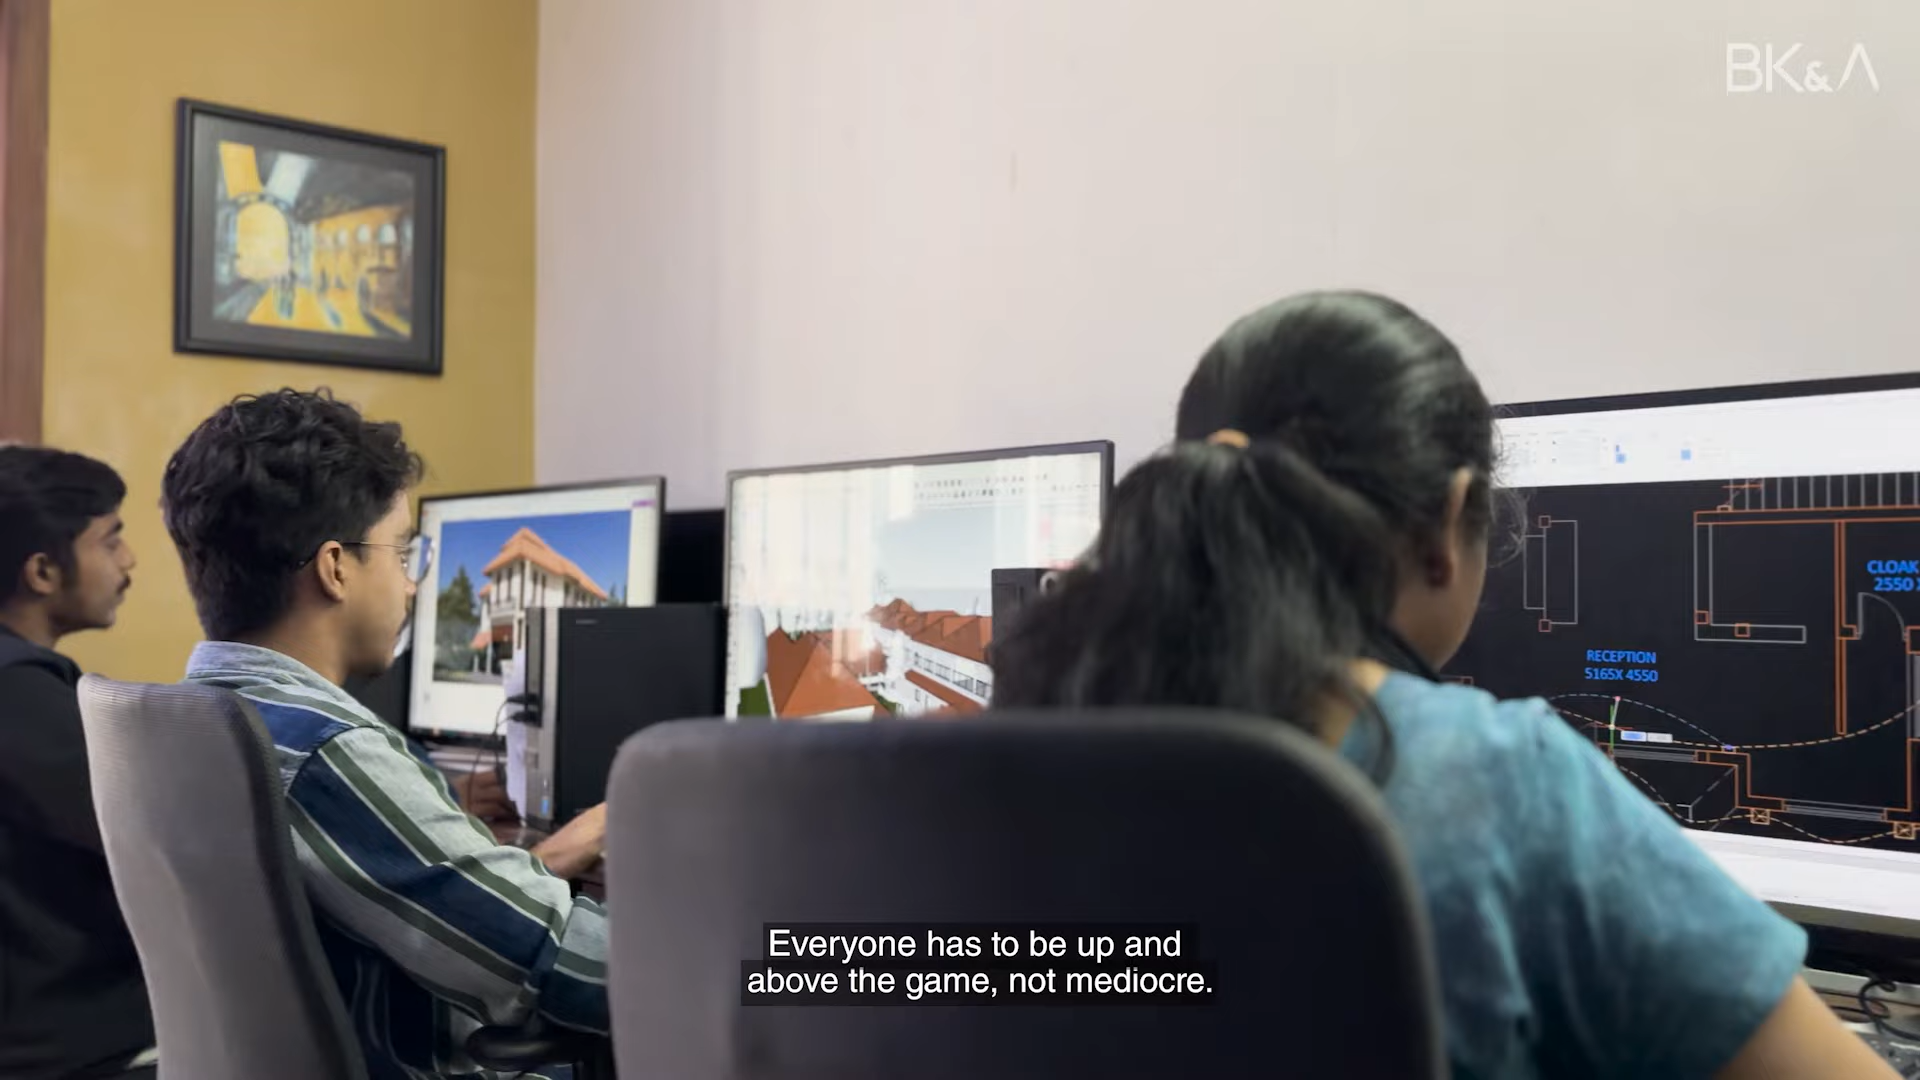 BK&A
CLOAK
2550 X
RECEPTION
5165X 4550
Everyone has to be up and
above the game, not mediocre.